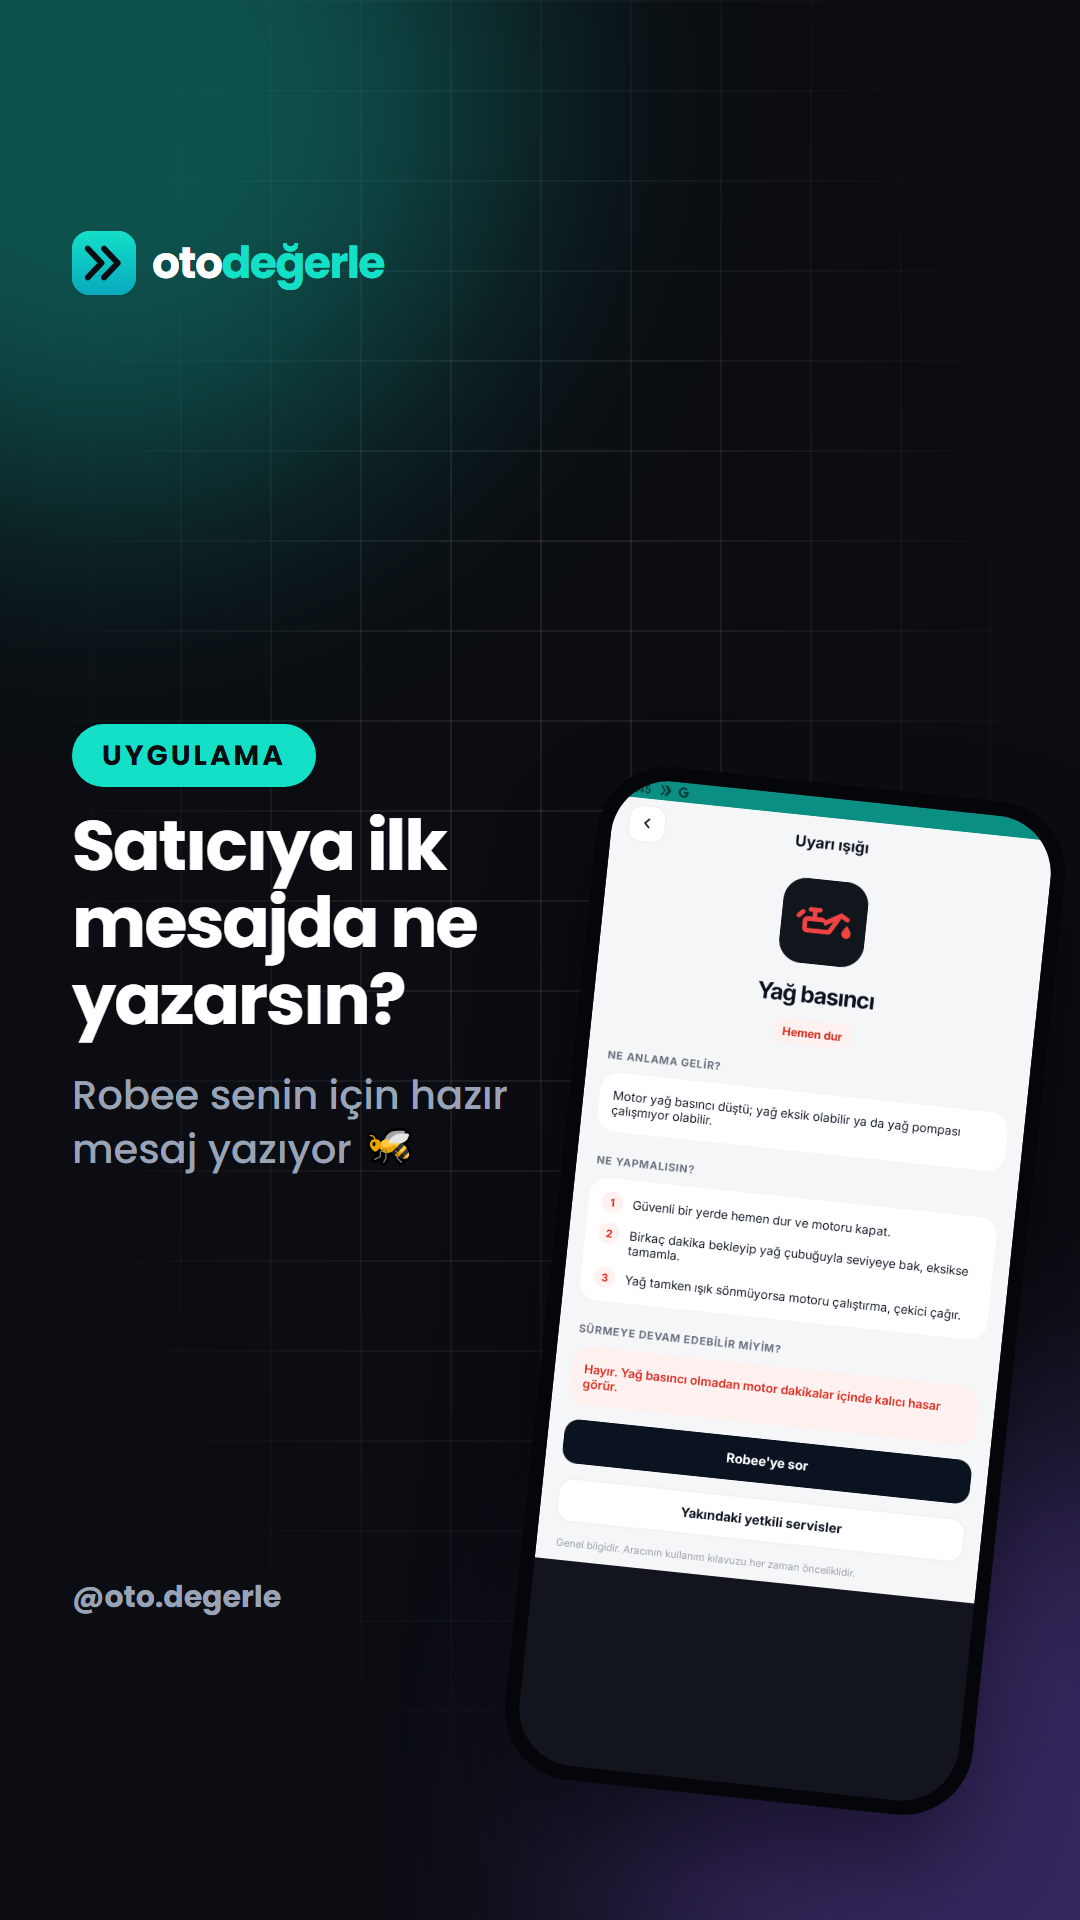 otodeğerle
UYGULAMA
Satıcıya ilk
mesajda ne
yazarsın?
Robee senin için hazır
mesaj yazıyor 🐝
@oto.degerle
Uyarı ışığı
Yağ basıncı
Hemen dur
NE ANLAMA GELİR?
Motor yağ basıncı düştü; yağ eksik olabilir ya da yağ pompası
çalışmıyor olabilir.
NE YAPMALISIN?
1 Güvenli bir yerde hemen dur ve motoru kapat.
2 Birkaç dakika bekleyip yağ çubuğuyla seviyeye bak, eksikse
tamamla.
3 Yağ tamken ışık sönmüyorsa motoru çalıştırma, çekici çağır.
SÜRMEYE DEVAM EDEBİLİR MİYİM?
Hayır. Yağ basıncı olmadan motor dakikalar içinde kalıcı hasar
görür.
Robee'ye sor
Yakındaki yetkili servisler
Genel bilgidir. Aracının kullanım kılavuzu her zaman önceliklidir.